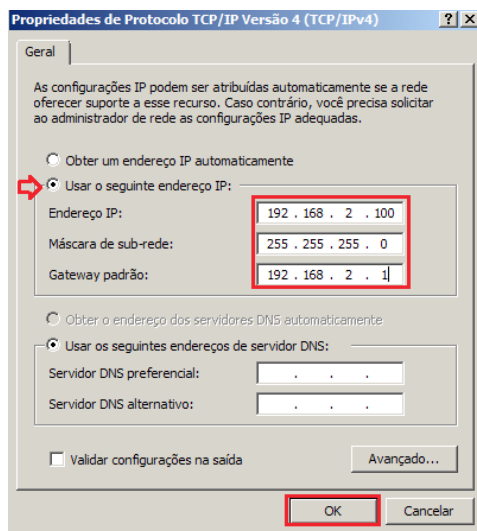 Propriedades de Protocolo TCP/IP Versão 4 (TCP/IPv4)
Geral
As configurações IP podem ser atribuídas automaticamente se a rede
oferecer suporte a esse recurso. Caso contrário, você precisa solicitar
ao administrador de rede as configurações IP adequadas.
Obter um endereço IP automaticamente
Usar o seguinte endereço IP:
Endereço IP: 192 . 168 . 2 . 100
Máscara de sub-rede: 255 . 255 . 255 . 0
Gateway padrão: 192 . 168 . 2 . 1
Obter o endereço dos servidores DNS automaticamente
Usar os seguintes endereços de servidor DNS:
Servidor DNS preferencial: . . .
Servidor DNS alternativo: . . .
Validar configurações na saída Avançado...
OK Cancelar